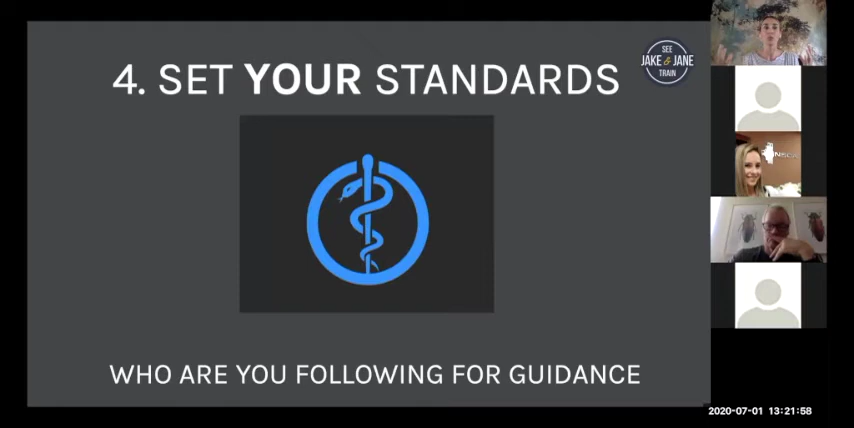 4. SET YOUR STANDARDS
SEE
JAKE & JANE
TRAIN
WHO ARE YOU FOLLOWING FOR GUIDANCE
2020-07-01 13:21:58